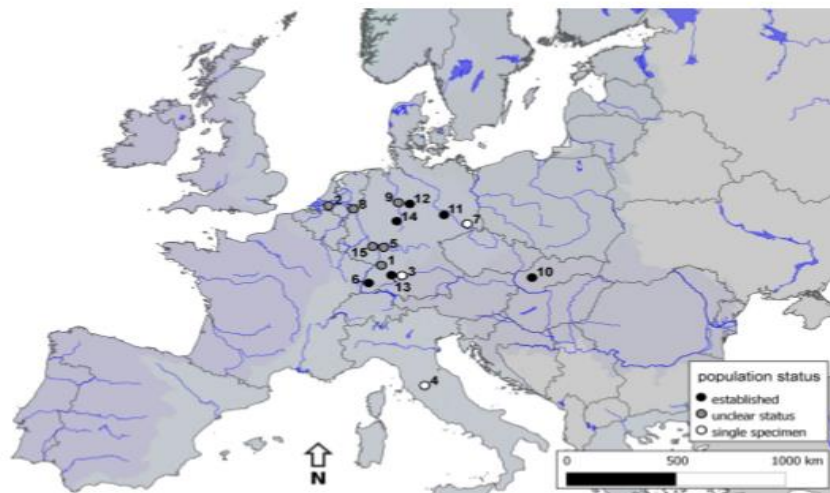 2
8
9
12
14
11
7
15
5
1
3
6
13
10
4
N
population status
established
unclear status
single specimen
0 500 1000 km